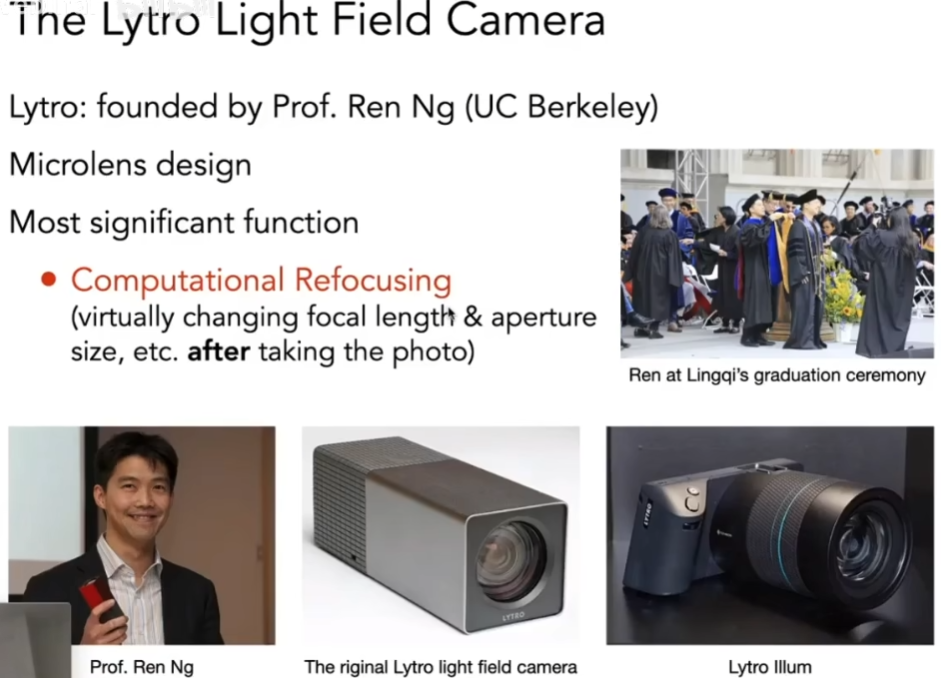 The Lytro Light Field Camera
Lytro: founded by Prof. Ren Ng (UC Berkeley)
Microlens design
Most significant function
• Computational Refocusing
(virtually changing focal length & aperture
size, etc. after taking the photo)
Ren at Lingqi's graduation ceremony
LYTRO
LYTRO
Prof. Ren Ng
The riginal Lytro light field camera
Lytro Illum